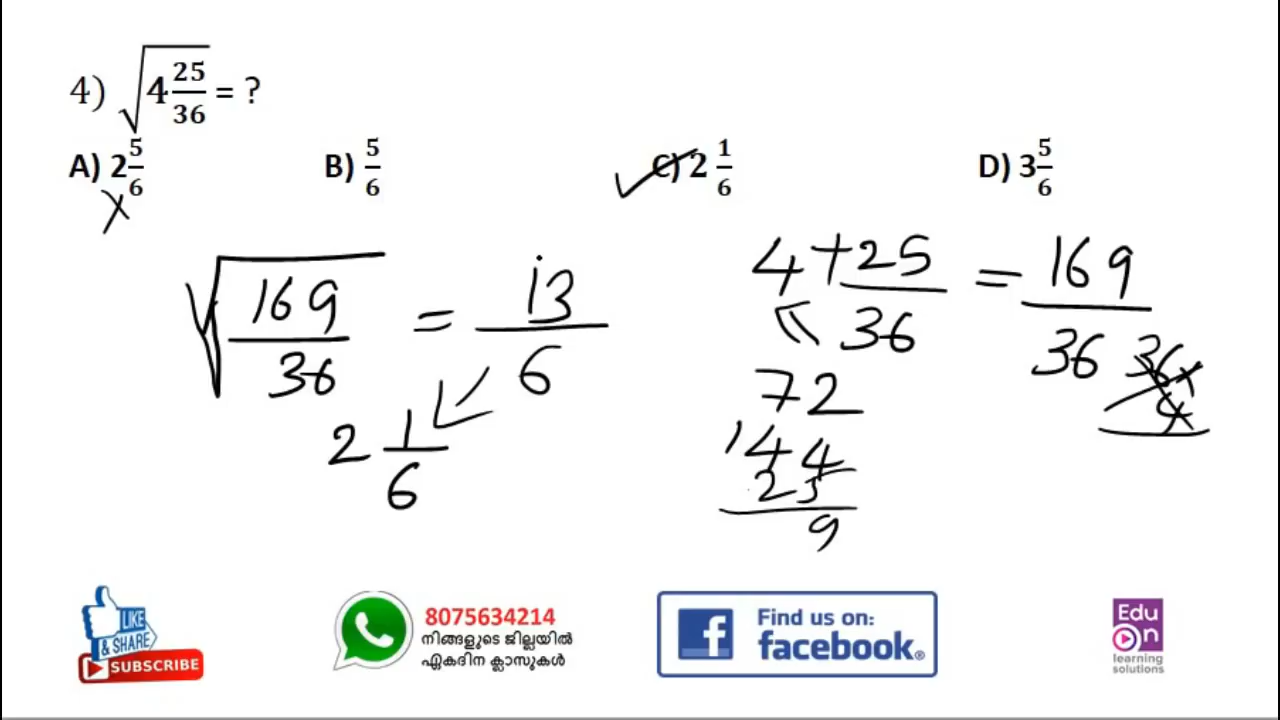 4) √4 25/36 = ?
A) 2 5/6 B) 5/6 C) 2 1/6 D) 3 5/6
√169/36 = 13/6
2 1/6
4 + 25/36 = 169/36
36 ×
4
72
144
25
9
LIKE
& SHARE
SUBSCRIBE
8075634214
നിങ്ങളുടെ ജില്ലയിൽ
ഏകദിന ക്ലാസുകൾ
Find us on:
facebook®
Edu
On
learning
solutions